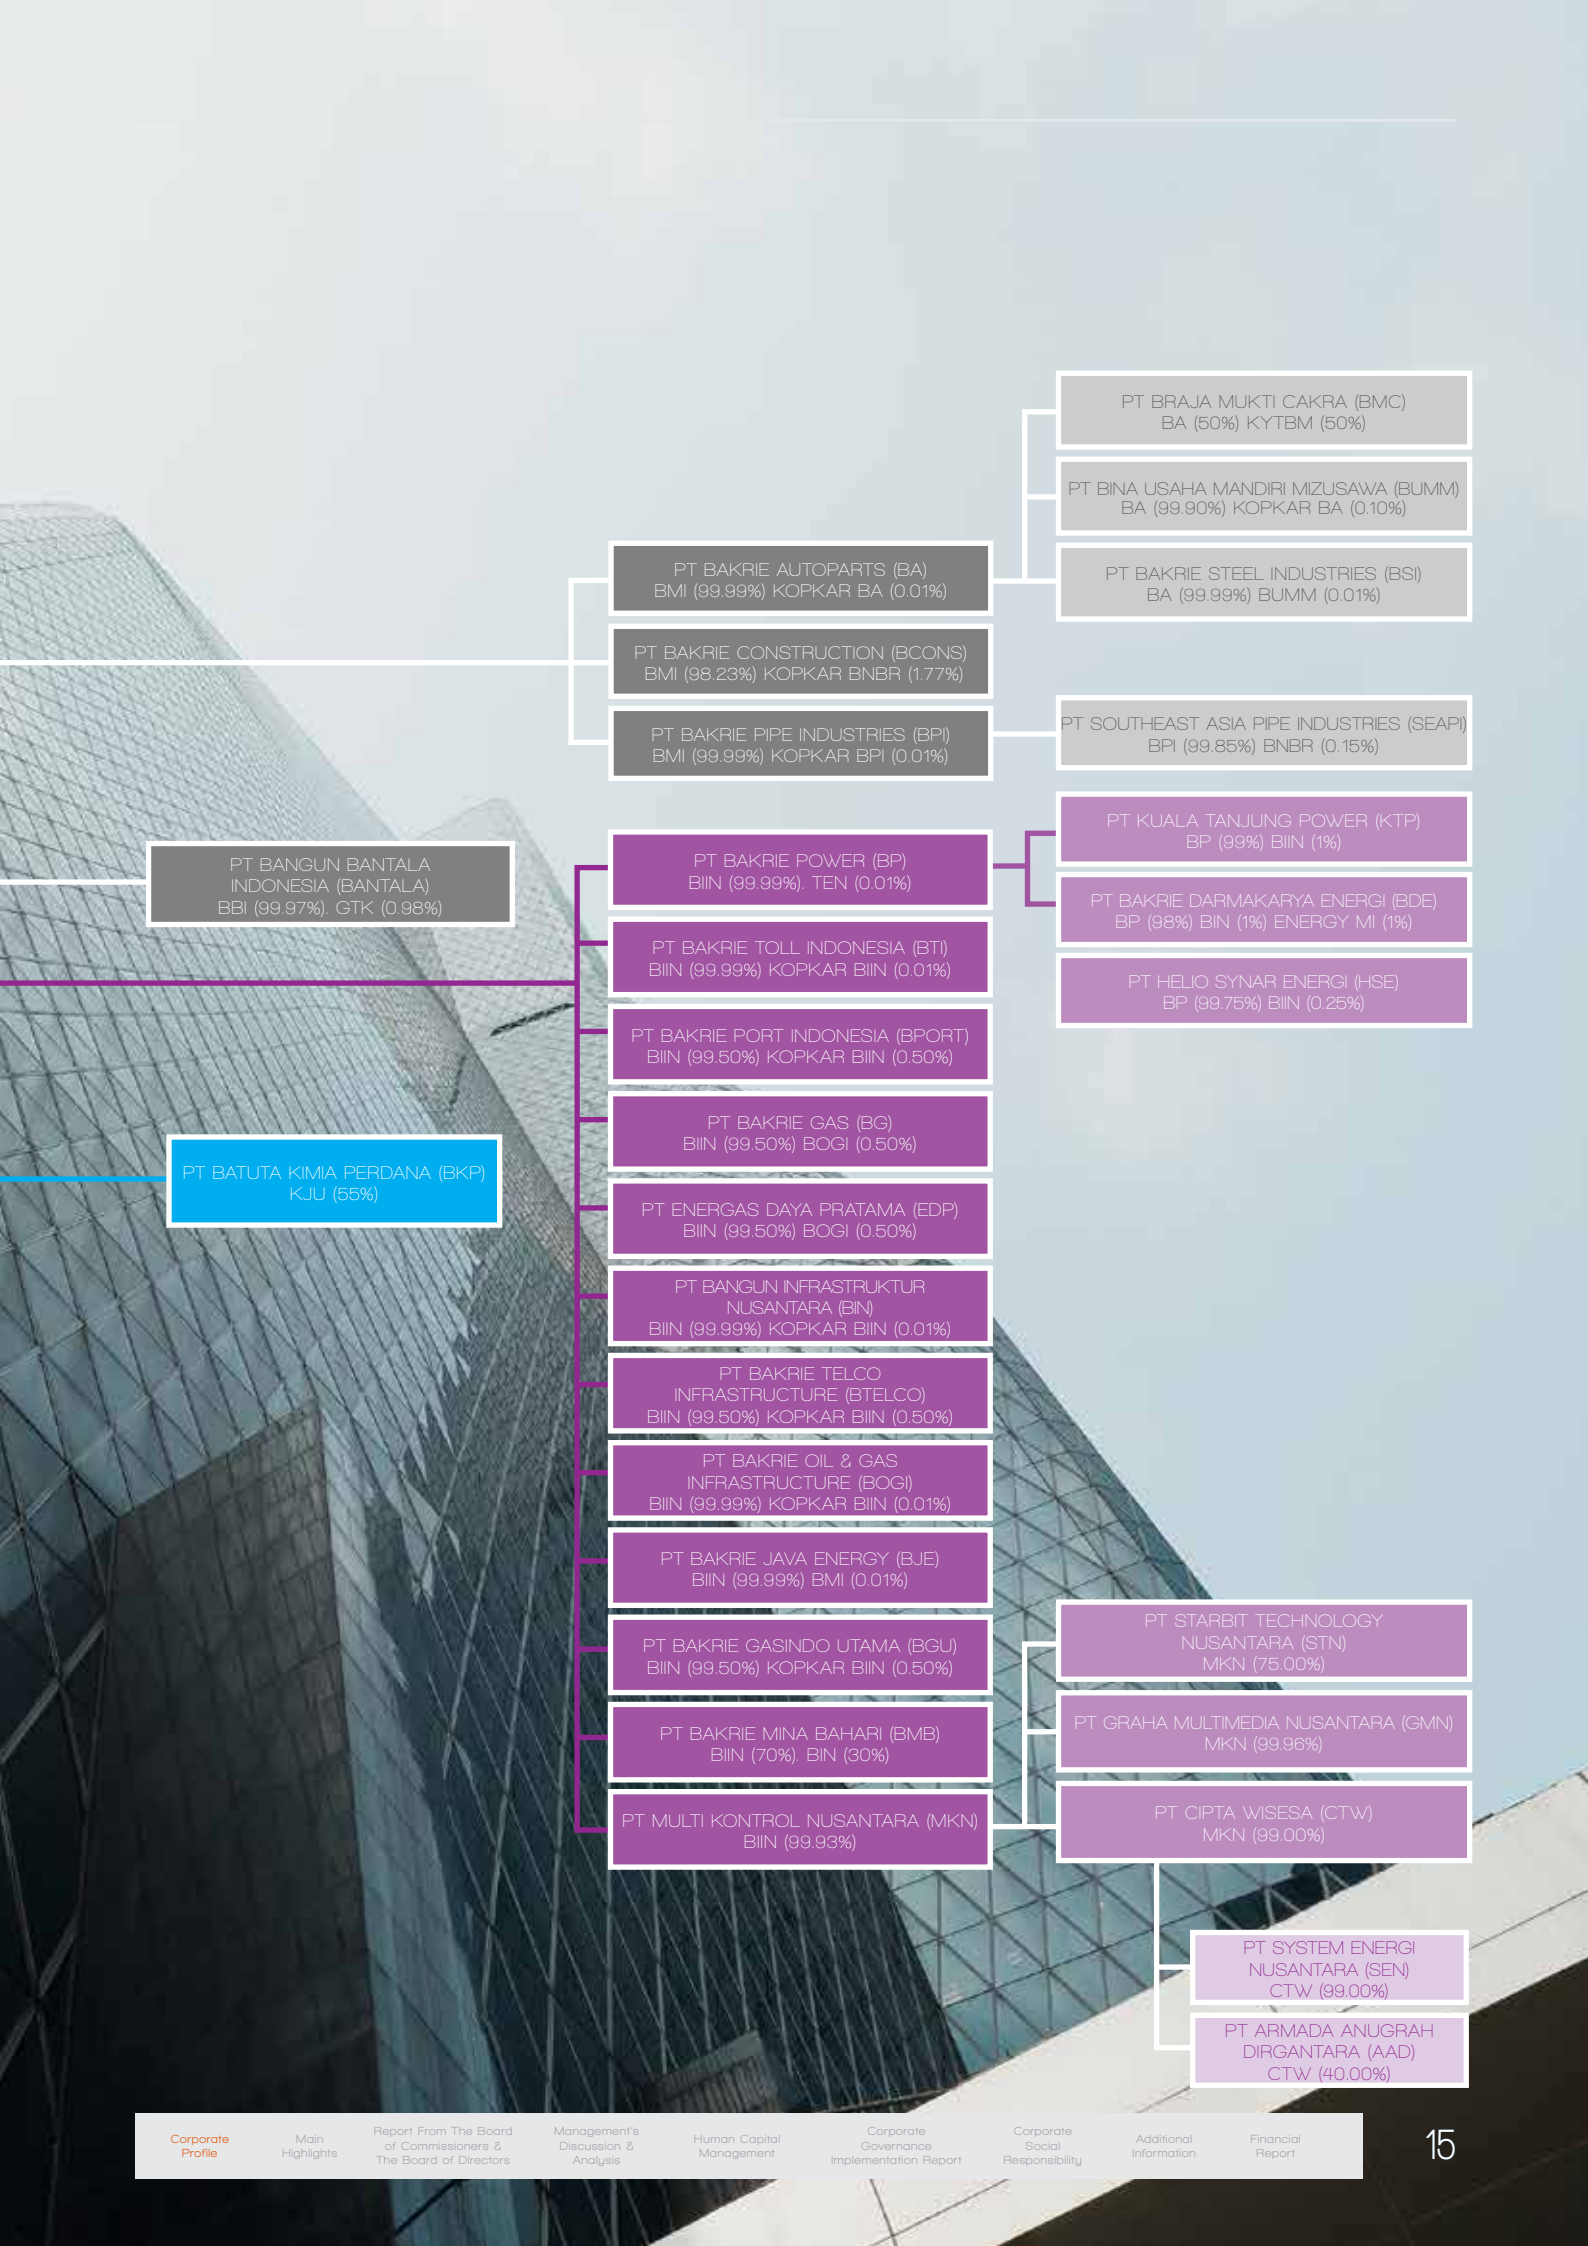 PT BRAJA MUKTI CAKRA (BMC)
BA (50%) KYTBM (50%)
PT BINA USAHA MANDIRI MIZUSAWA (BUMM)
BA (99.90%) KOPKAR BA (0.10%)
PT BAKRIE STEEL INDUSTRIES (BSI)
BA (99.99%) BUMM (0.01%)
PT BAKRIE AUTOPARTS (BA)
BMI (99.99%) KOPKAR BA (0.01%)
PT BAKRIE CONSTRUCTION (BCONS)
BMI (98.23%) KOPKAR BNBR (1.77%)
PT BAKRIE PIPE INDUSTRIES (BPI)
BMI (99.99%) KOPKAR BPI (0.01%)
PT SOUTHEAST ASIA PIPE INDUSTRIES (SEAPI)
BPI (99.85%) BNBR (0.15%)
PT BANGUN BANTALA
INDONESIA (BANTALA)
BBI (99.97%). GTK (0.98%)
PT BATUTA KIMIA PERDANA (BKP)
KJU (55%)
PT BAKRIE POWER (BP)
BIIN (99.99%). TEN (0.01%)
PT BAKRIE TOLL INDONESIA (BTI)
BIIN (99.99%) KOPKAR BIIN (0.01%)
PT BAKRIE PORT INDONESIA (BPORT)
BIIN (99.50%) KOPKAR BIIN (0.50%)
PT BAKRIE GAS (BG)
BIIN (99.50%) BOGI (0.50%)
PT ENERGAS DAYA PRATAMA (EDP)
BIIN (99.50%) BOGI (0.50%)
PT BANGUN INFRASTRUKTUR
NUSANTARA (BIN)
BIIN (99.99%) KOPKAR BIIN (0.01%)
PT BAKRIE TELCO
INFRASTRUCTURE (BTELCO)
BIIN (99.50%) KOPKAR BIIN (0.50%)
PT BAKRIE OIL & GAS
INFRASTRUCTURE (BOGI)
BIIN (99.99%) KOPKAR BIIN (0.01%)
PT BAKRIE JAVA ENERGY (BJE)
BIIN (99.99%) BMI (0.01%)
PT BAKRIE GASINDO UTAMA (BGU)
BIIN (99.50%) KOPKAR BIIN (0.50%)
PT BAKRIE MINA BAHARI (BMB)
BIIN (70%). BIN (30%)
PT MULTI KONTROL NUSANTARA (MKN)
BIIN (99.93%)
PT KUALA TANJUNG POWER (KTP)
BP (99%) BIIN (1%)
PT BAKRIE DARMAKARYA ENERGI (BDE)
BP (98%) BIN (1%) ENERGY MI (1%)
PT HELIO SYNAR ENERGI (HSE)
BP (99.75%) BIIN (0.25%)
PT STARBIT TECHNOLOGY
NUSANTARA (STN)
MKN (75.00%)
PT GRAHA MULTIMEDIA NUSANTARA (GMN)
MKN (99.96%)
PT CIPTA WISESA (CTW)
MKN (99.00%)
PT SYSTEM ENERGI
NUSANTARA (SEN)
CTW (99.00%)
PT ARMADA ANUGRAH
DIRGANTARA (AAD)
CTW (40.00%)
Corporate
Profile
Main
Highlights
Report From The Board
of Commissioners &
The Board of Directors
Management's
Discussion &
Analysis
Human Capital
Management
Corporate
Governance
Implementation Report
Corporate
Social
Responsibility
Additional
Information
Financial
Report
15